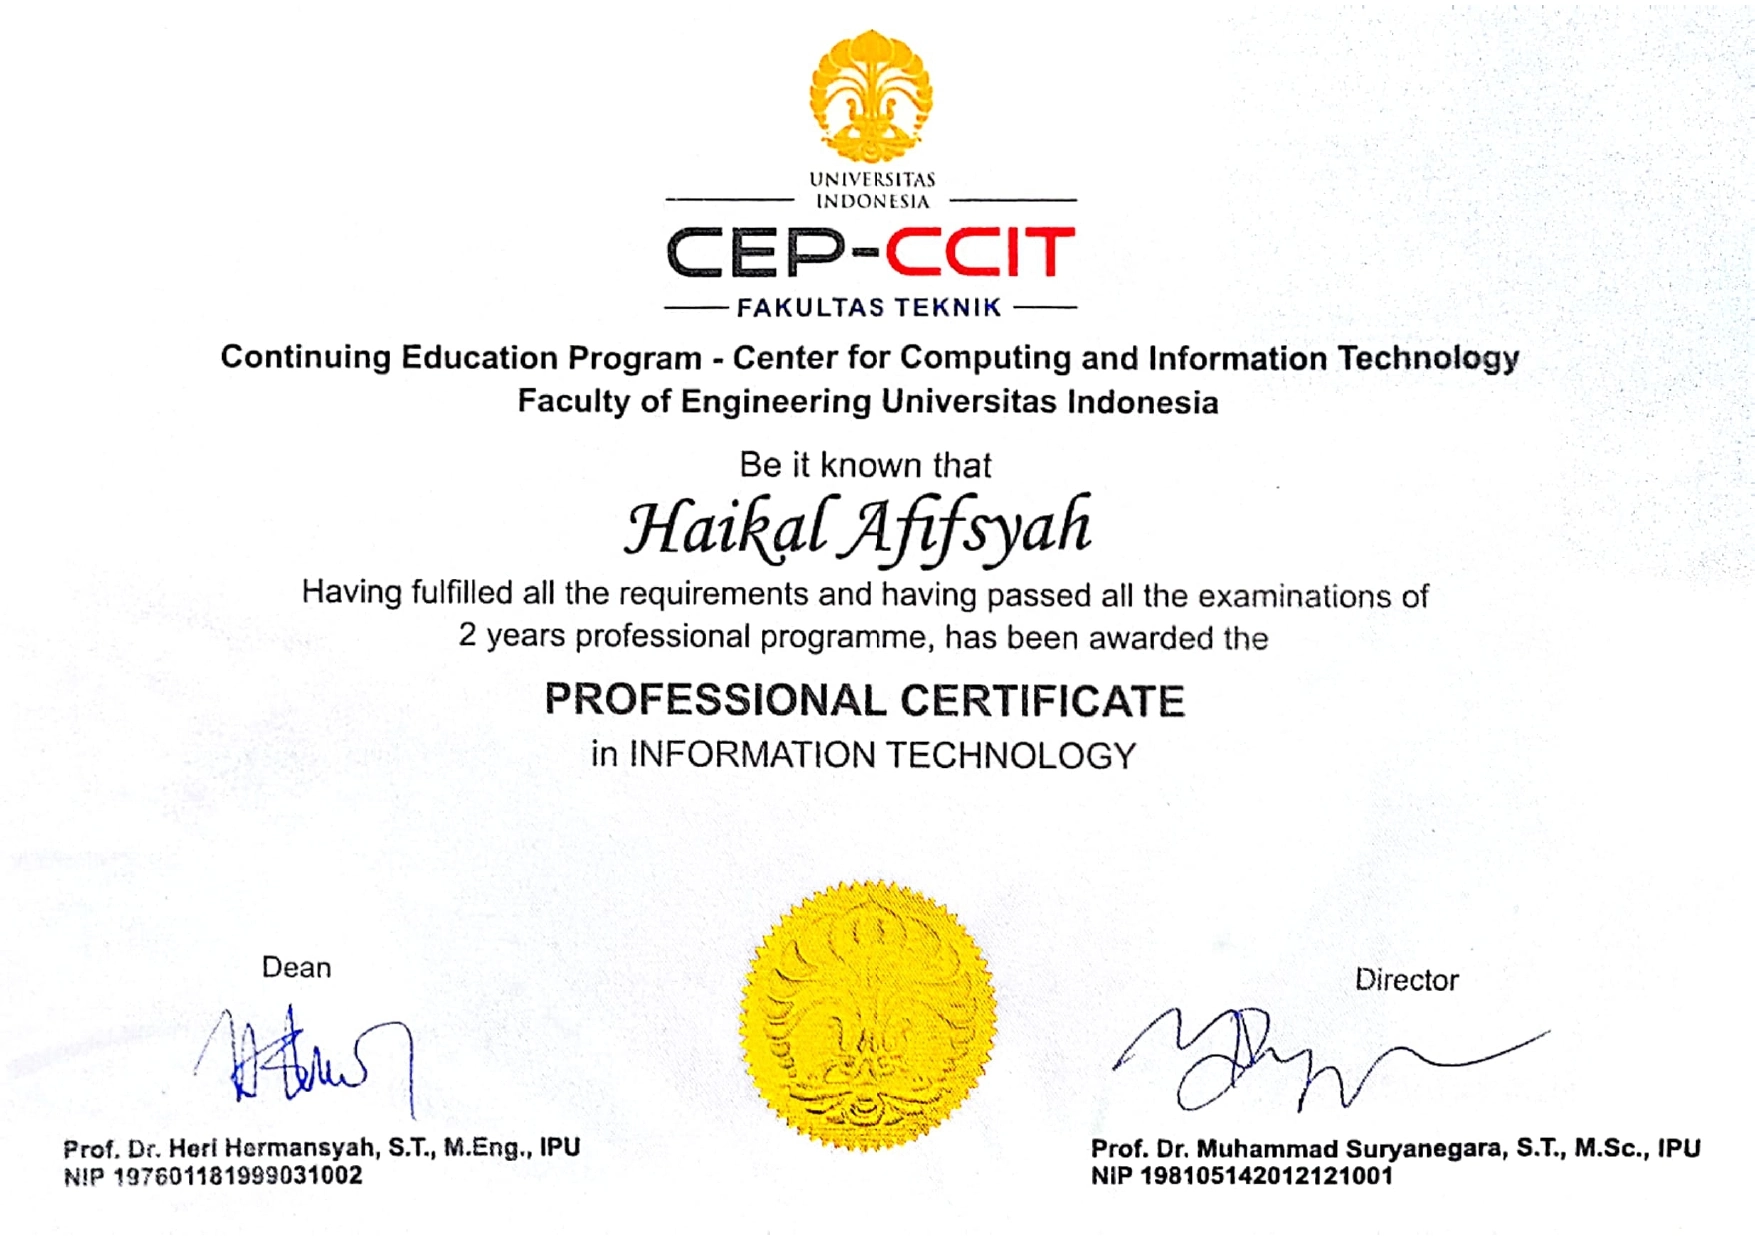 UNIVERSITAS
INDONESIA
CEP-CCIT
FAKULTAS TEKNIK
Continuing Education Program - Center for Computing and Information Technology
Faculty of Engineering Universitas Indonesia
Be it known that
Haikal Afifsyah
Having fulfilled all the requirements and having passed all the examinations of
2 years professional programme, has been awarded the
PROFESSIONAL CERTIFICATE
in INFORMATION TECHNOLOGY
Dean
Director
Prof. Dr. Heri Hermansyah, S.T., M.Eng., IPU
NIP 197601181999031002
Prof. Dr. Muhammad Suryanegara, S.T., M.Sc., IPU
NIP 198105142012121001